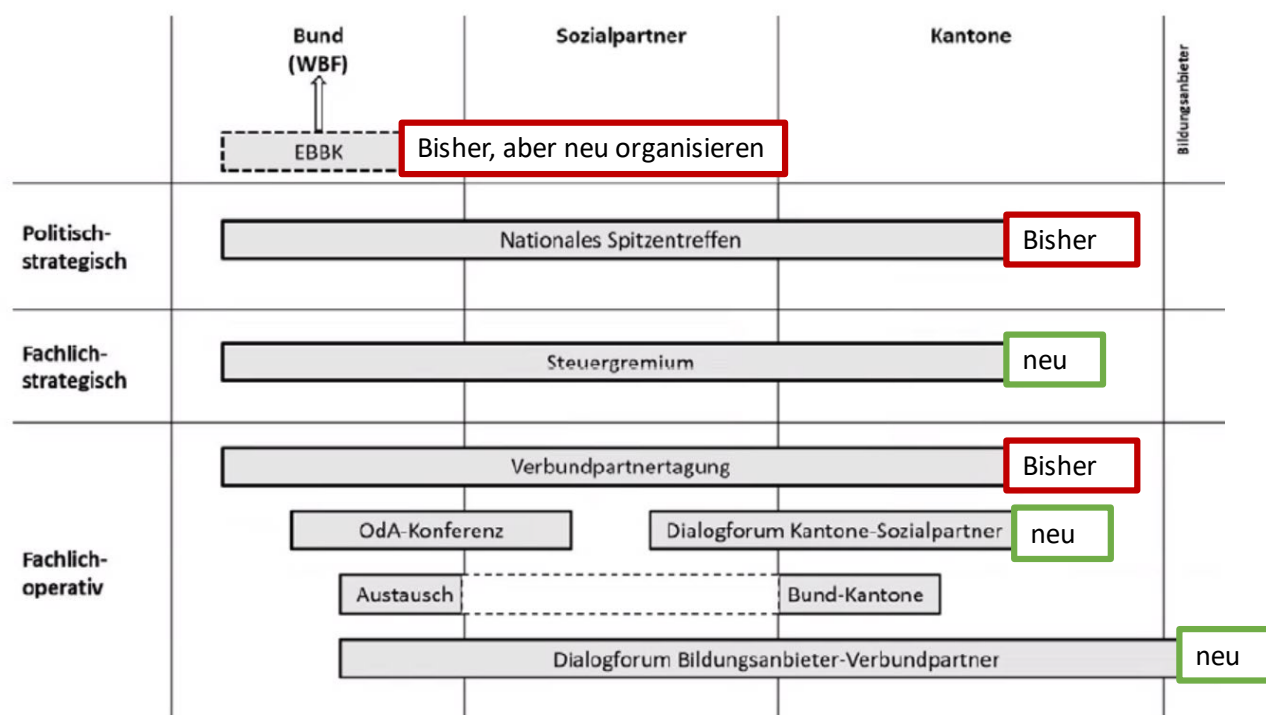 Bund
(WBF)
Sozialpartner
Kantone
Bildungsanbieter
EBBK
Bisher, aber neu organisieren
Politisch-
strategisch
Nationales Spitzentreffen
Bisher
Fachlich-
strategisch
Steuergremium
neu
Fachlich-
operativ
Verbundpartnertagung
Bisher
OdA-Konferenz
Dialogforum Kantone-Sozialpartner
neu
Austausch
Bund-Kantone
Dialogforum Bildungsanbieter-Verbundpartner
neu